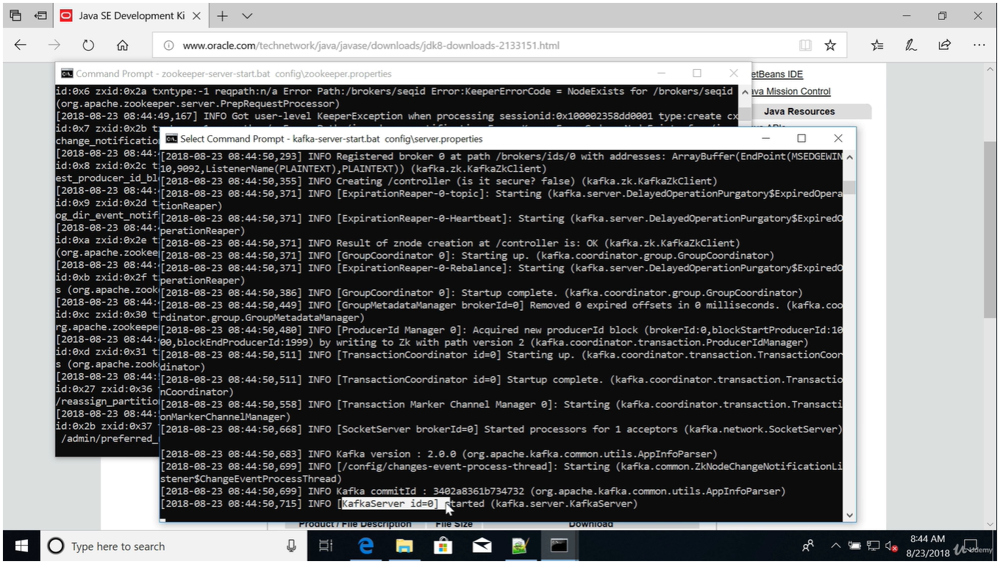 Java SE Development Ki
www.oracle.com/technetwork/java/javase/downloads/jdk8-downloads-2133151.html
etBeans IDE
ava Mission Control
Java Resources
Command Prompt - zookeeper-server-start.bat config\zookeeper.properties
id:0x6 zxid:0x2a txntype:-1 reqpath:n/a Error Path:/brokers/seqid Error:KeeperErrorCode = NodeExists for /brokers/seqid
(org.apache.zookeeper.server.PrepRequestProcessor)
[2018-08-23 08:44:49,167] INFO Got user-level KeeperException when processing sessionid:0x100002358dd0001 type:create cx
id:0x7 zxid:0x2b t
change_notification
[2018-08-23 08:44:
id:0x8 zxid:0x2c t
est_producer_id_bl
[2018-08-23 08:44:
id:0x9 zxid:0x2d t
og_dir_event_notif
[2018-08-23 08:44:
id:0xa zxid:0x2e t
(org.apache.zookee
[2018-08-23 08:44:
id:0xb zxid:0x2f t
s (org.apache.zook
[2018-08-23 08:44:
id:0xc zxid:0x30 t
rg.apache.zookeepe
[2018-08-23 08:44:
id:0xd zxid:0x31 t
s (org.apache.zook
[2018-08-23 08:44:
id:0x27 zxid:0x36
/reassign_partitio
[2018-08-23 08:44:
id:0x2b zxid:0x37
/admin/preferred_
Select Command Prompt - kafka-server-start.bat config\server.properties
[2018-08-23 08:44:50,293] INFO Registered broker 0 at path /brokers/ids/0 with addresses: ArrayBuffer(EndPoint(MSEDGEWIN
10,9092,ListenerName(PLAINTEXT),PLAINTEXT)) (kafka.zk.KafkaZkClient)
[2018-08-23 08:44:50,355] INFO Creating /controller (is it secure? false) (kafka.zk.KafkaZkClient)
[2018-08-23 08:44:50,371] INFO [ExpirationReaper-0-topic]: Starting (kafka.server.DelayedOperationPurgatory$ExpiredOpera
tionReaper)
[2018-08-23 08:44:50,371] INFO [ExpirationReaper-0-Heartbeat]: Starting (kafka.server.DelayedOperationPurgatory$ExpiredO
perationReaper)
[2018-08-23 08:44:50,371] INFO Result of znode creation at /controller is: OK (kafka.zk.KafkaZkClient)
[2018-08-23 08:44:50,371] INFO [GroupCoordinator 0]: Starting up. (kafka.coordinator.group.GroupCoordinator)
[2018-08-23 08:44:50,371] INFO [ExpirationReaper-0-Rebalance]: Starting (kafka.server.DelayedOperationPurgatory$ExpiredO
perationReaper)
[2018-08-23 08:44:50,386] INFO [GroupCoordinator 0]: Startup complete. (kafka.coordinator.group.GroupCoordinator)
[2018-08-23 08:44:50,449] INFO [GroupMetadataManager brokerId=0] Removed 0 expired offsets in 0 milliseconds. (kafka.coo
rdinator.group.GroupMetadataManager)
[2018-08-23 08:44:50,480] INFO [ProducerId Manager 0]: Acquired new producerId block (brokerId:0,blockStartProducerId:10
00,blockEndProducerId:1999) by writing to Zk with path version 2 (kafka.coordinator.transaction.ProducerIdManager)
[2018-08-23 08:44:50,511] INFO [TransactionCoordinator id=0] Starting up. (kafka.coordinator.transaction.TransactionCoor
dinator)
[2018-08-23 08:44:50,511] INFO [TransactionCoordinator id=0] Startup complete. (kafka.coordinator.transaction.Transactio
nCoordinator)
[2018-08-23 08:44:50,558] INFO [Transaction Marker Channel Manager 0]: Starting (kafka.coordinator.transaction.Transacti
onMarkerChannelManager)
[2018-08-23 08:44:50,668] INFO [SocketServer brokerId=0] Started processors for 1 acceptors (kafka.network.SocketServer)
[2018-08-23 08:44:50,683] INFO Kafka version : 2.0.0 (org.apache.kafka.common.utils.AppInfoParser)
[2018-08-23 08:44:50,699] INFO [/config/changes-event-process-thread]: Starting (kafka.common.ZkNodeChangeNotificationLi
stener$ChangeEventProcessThread)
[2018-08-23 08:44:50,699] INFO Kafka commitId : 3402a8361b734732 (org.apache.kafka.common.utils.AppInfoParser)
[2018-08-23 08:44:50,715] INFO [KafkaServer id=0] started (kafka.server.KafkaServer)
Product / File Description File Size Download
Type here to search
8:44 AM
8/23/2018
Udemy